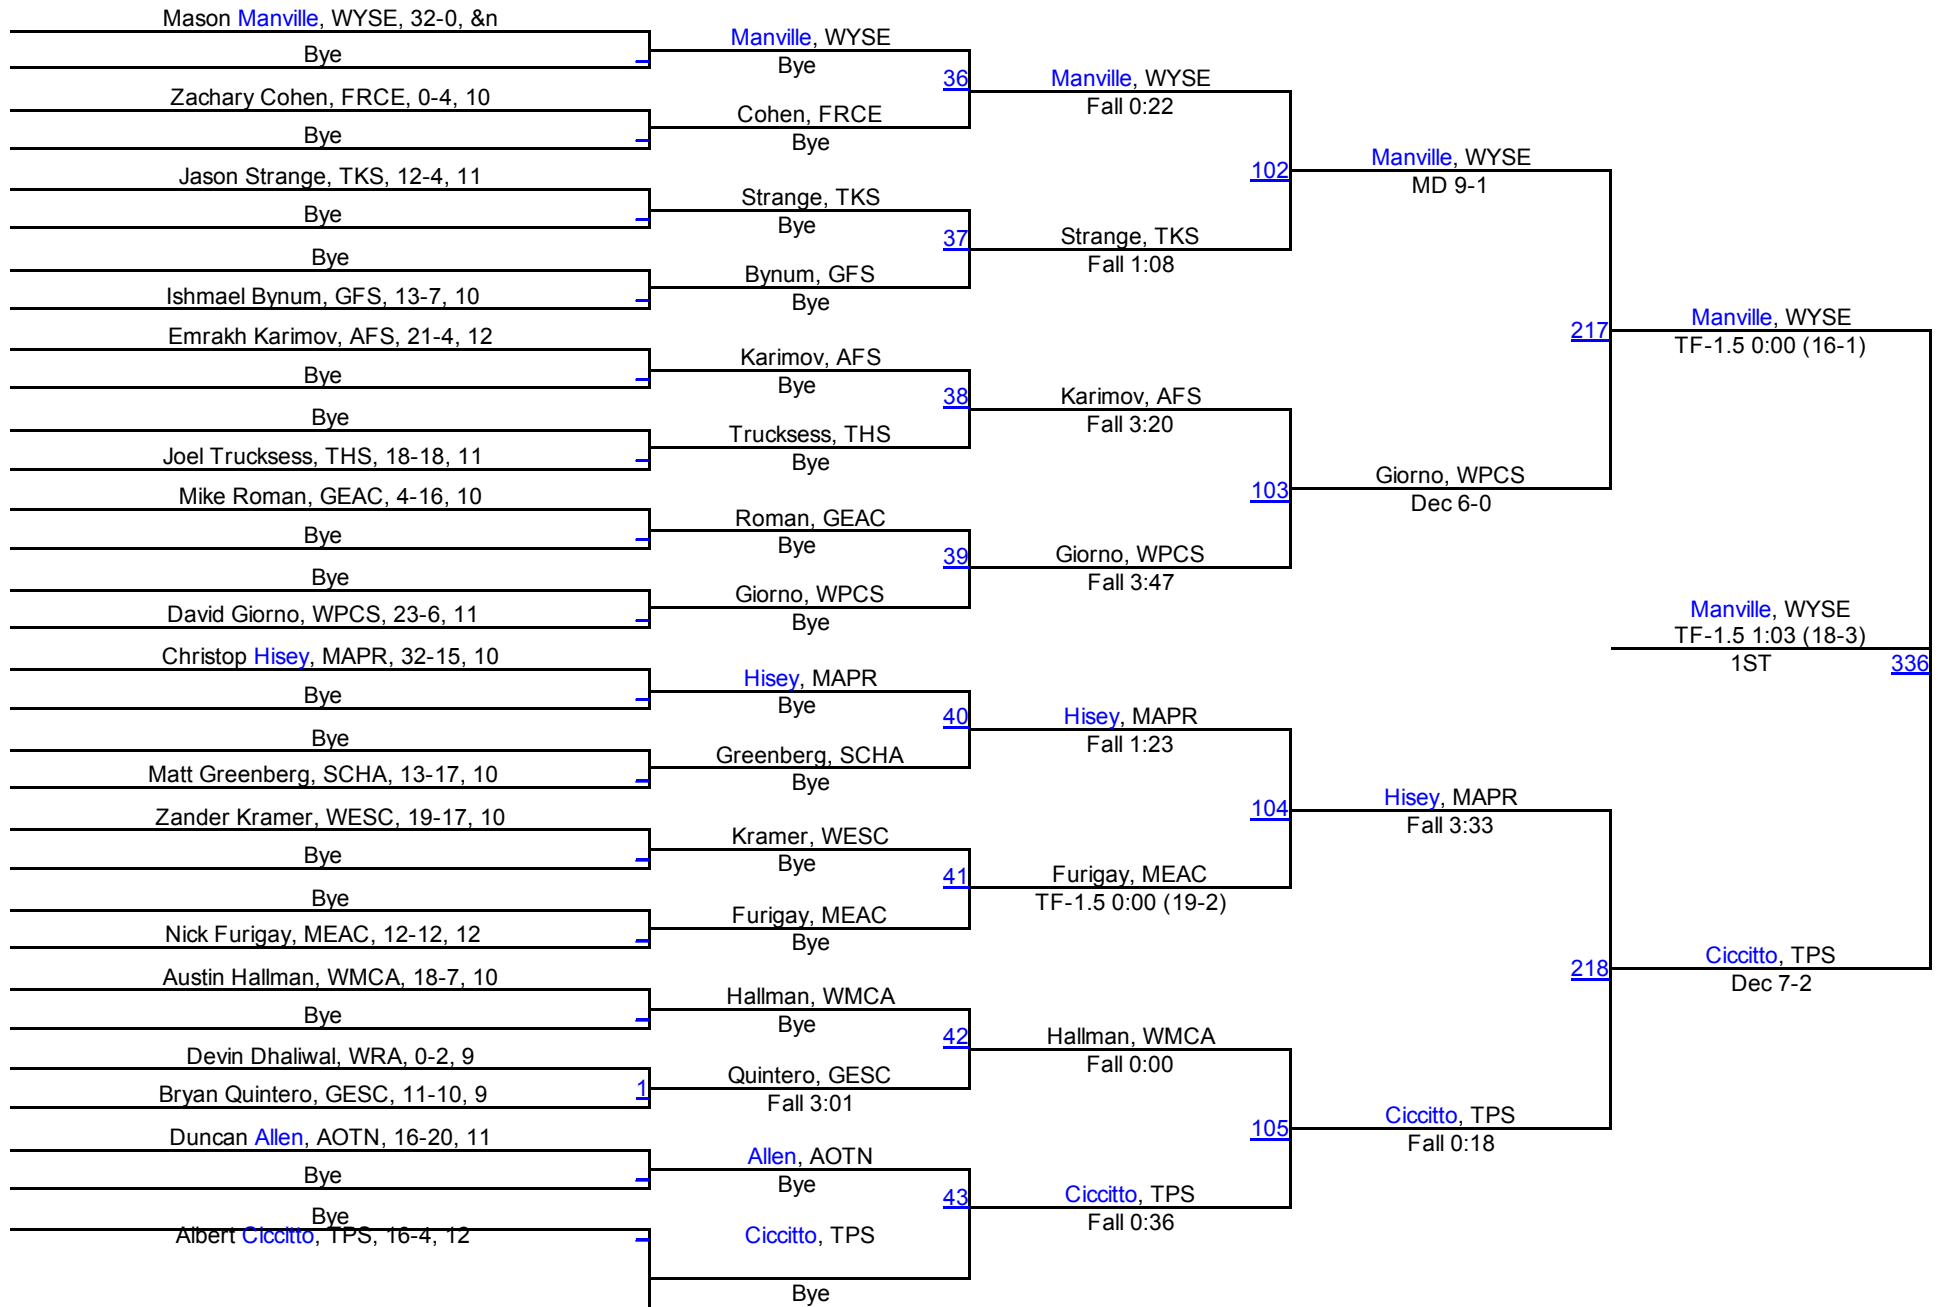 Mason Manville, WYSE, 32-0, &n
Bye
Zachary Cohen, FRCE, 0-4, 10
Bye
Jason Strange, TKS, 12-4, 11
Bye
Bye
Ishmael Bynum, GFS, 13-7, 10
Emrakh Karimov, AFS, 21-4, 12
Bye
Bye
Joel Trucksess, THS, 18-18, 11
Mike Roman, GEAC, 4-16, 10
Bye
Bye
David Giorno, WPCS, 23-6, 11
Christop Hisey, MAPR, 32-15, 10
Bye
Bye
Matt Greenberg, SCHA, 13-17, 10
Zander Kramer, WESC, 19-17, 10
Bye
Bye
Nick Furigay, MEAC, 12-12, 12
Austin Hallman, WMCA, 18-7, 10
Bye
Devin Dhaliwal, WRA, 0-2, 9
Bryan Quintero, GESC, 11-10, 9
1
Duncan Allen, AOTN, 16-20, 11
Bye
Bye
Albert Ciccitto, TPS, 16-4, 12
Manville, WYSE
Bye
36
Cohen, FRCE
Bye
Strange, TKS
Bye
37
Bynum, GFS
Bye
Karimov, AFS
Bye
38
Trucksess, THS
Bye
Roman, GEAC
Bye
39
Giorno, WPCS
Bye
Hisey, MAPR
Bye
40
Greenberg, SCHA
Bye
Kramer, WESC
Bye
41
Furigay, MEAC
Bye
Hallman, WMCA
Bye
42
Quintero, GESC
Fall 3:01
Allen, AOTN
Bye
43
Ciccitto, TPS
Bye
Manville, WYSE
Fall 0:22
102
Strange, TKS
Fall 1:08
Karimov, AFS
Fall 3:20
103
Giorno, WPCS
Fall 3:47
Hisey, MAPR
Fall 1:23
104
Furigay, MEAC
TF-1.5 0:00 (19-2)
Hallman, WMCA
Fall 0:00
105
Ciccitto, TPS
Fall 0:36
Manville, WYSE
MD 9-1
217
Giorno, WPCS
Dec 6-0
Hisey, MAPR
Fall 3:33
218
Ciccitto, TPS
Fall 0:18
Manville, WYSE
TF-1.5 0:00 (16-1)
Manville, WYSE
TF-1.5 1:03 (18-3)
1ST
336
Ciccitto, TPS
Dec 7-2